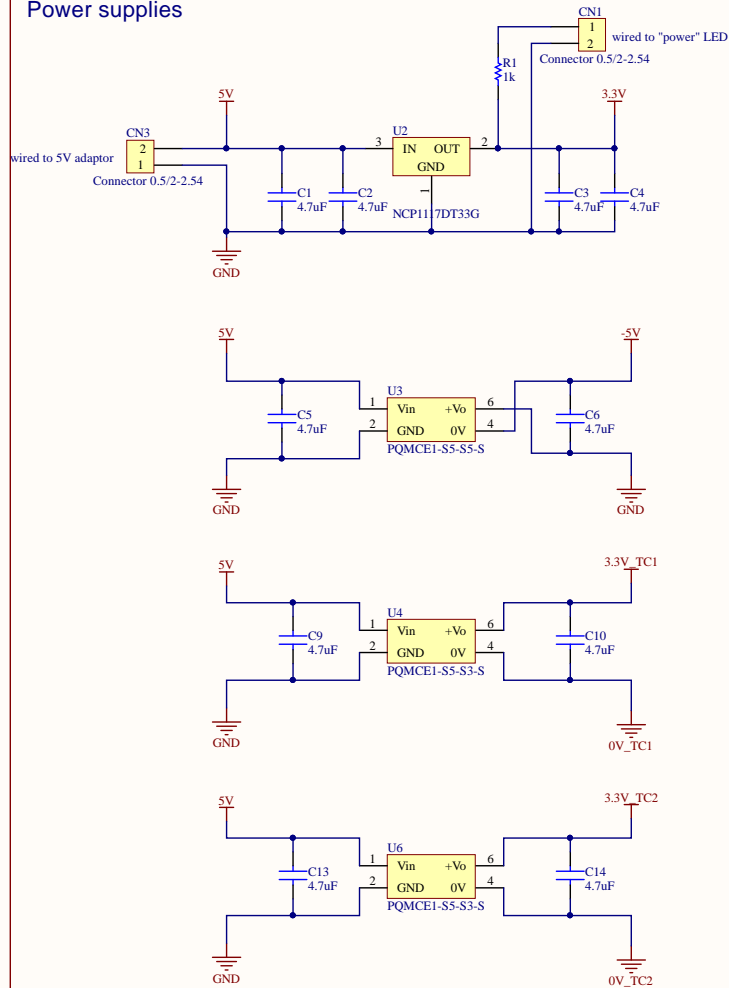 Power supplies
CN1
1
2
wired to "power" LED
Connector 0.5/2-2.54
R1
1k
5V
3.3V
CN3
2
1
wired to 5V adaptor
Connector 0.5/2-2.54
U2
3 IN OUT 2
GND
1
NCP1117DT33G
C1
4.7uF
C2
4.7uF
C3
4.7uF
C4
4.7uF
GND
5V
-5V
U3
1 Vin +Vo 6
2 GND 0V 4
PQMCE1-S5-S5-S
C5
4.7uF
C6
4.7uF
GND
GND
5V
3.3V_TC1
U4
1 Vin +Vo 6
2 GND 0V 4
PQMCE1-S5-S3-S
C9
4.7uF
C10
4.7uF
GND
0V_TC1
5V
3.3V_TC2
U6
1 Vin +Vo 6
2 GND 0V 4
PQMCE1-S5-S3-S
C13
4.7uF
C14
4.7uF
GND
0V_TC2